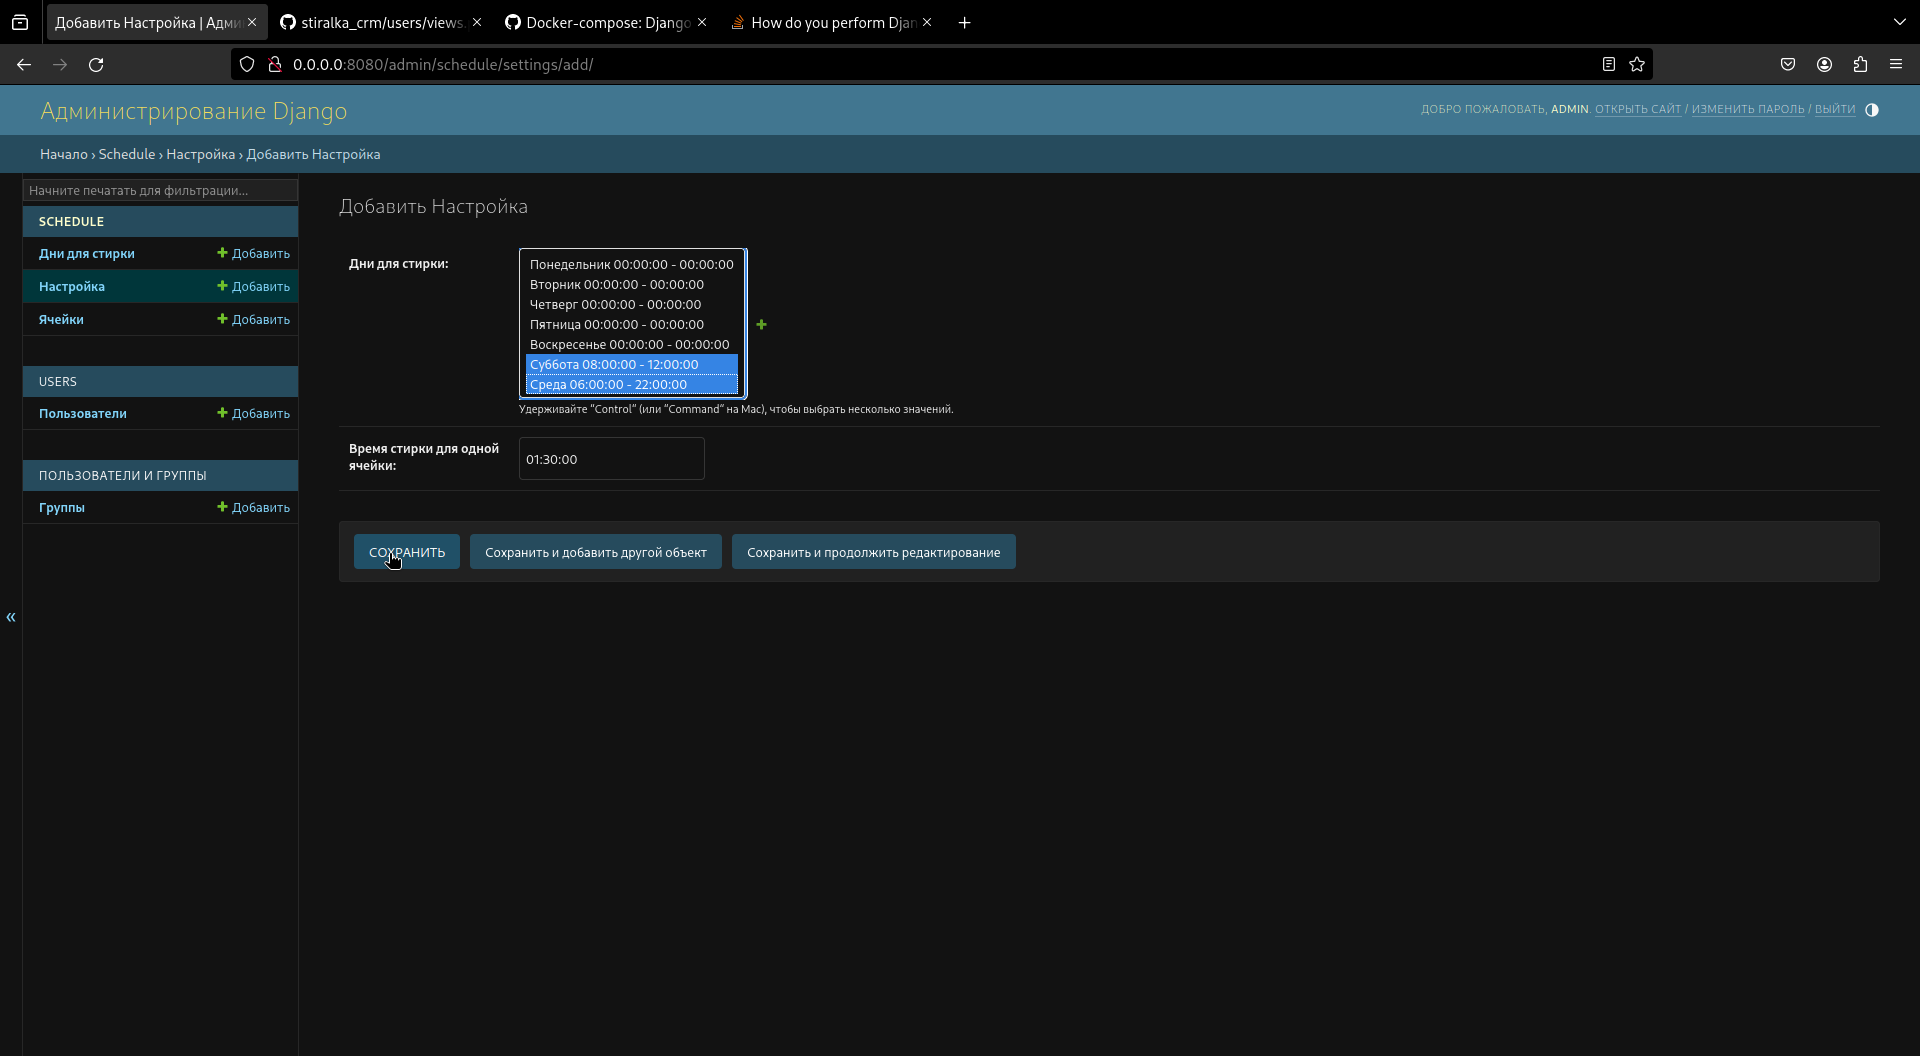 Добавить Настройка | Адми
stiralka_crm/users/views.
Docker-compose: Django
How do you perform Djan
0.0.0.0:8080/admin/schedule/settings/add/
Администрирование Django
ДОБРО ПОЖАЛОВАТЬ, ADMIN. ОТКРЫТЬ САЙТ / ИЗМЕНИТЬ ПАРОЛЬ / ВЫЙТИ
Начало › Schedule › Настройка › Добавить Настройка
Начните печатать для фильтрации...
SCHEDULE
Дни для стирки + Добавить
Настройка + Добавить
Ячейки + Добавить
USERS
Пользователи + Добавить
ПОЛЬЗОВАТЕЛИ И ГРУППЫ
Группы + Добавить
«
Добавить Настройка
Дни для стирки:
Понедельник 00:00:00 - 00:00:00
Вторник 00:00:00 - 00:00:00
Четверг 00:00:00 - 00:00:00
Пятница 00:00:00 - 00:00:00
Воскресенье 00:00:00 - 00:00:00
Суббота 08:00:00 - 12:00:00
Среда 06:00:00 - 22:00:00
Удерживайте “Control“ (или “Command“ на Mac), чтобы выбрать несколько значений.
Время стирки для одной
ячейки:
01:30:00
СОХРАНИТЬ
Сохранить и добавить другой объект
Сохранить и продолжить редактирование